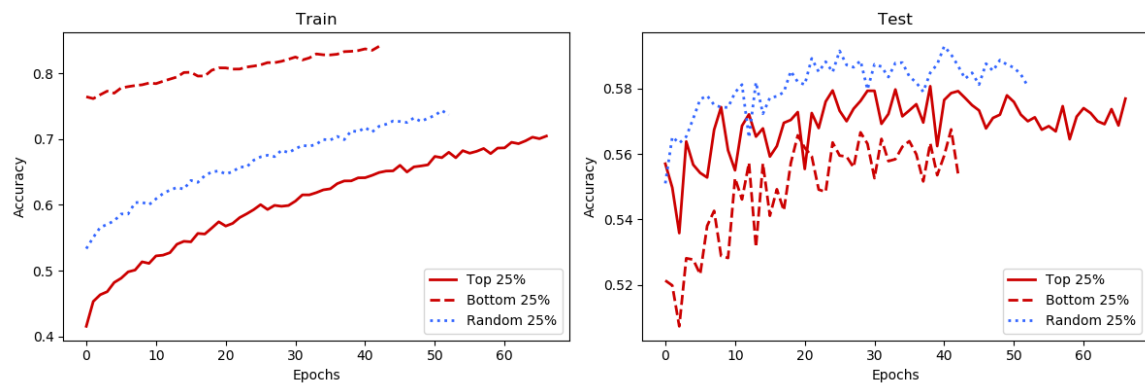 Train
Accuracy
0.8
0.7
0.6
0.5
0.4
0 10 20 30 40 50 60
Epochs
Top 25%
Bottom 25%
Random 25%
Test
Accuracy
0.58
0.56
0.54
0.52
0 10 20 30 40 50 60
Epochs
Top 25%
Bottom 25%
Random 25%